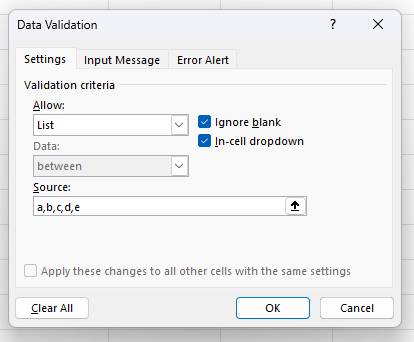 Data Validation
?
Settings
Input Message
Error Alert
Validation criteria
Allow:
List
Ignore blank
Data:
In-cell dropdown
between
Source:
a,b,c,d,e
Apply these changes to all other cells with the same settings
Clear All
OK
Cancel